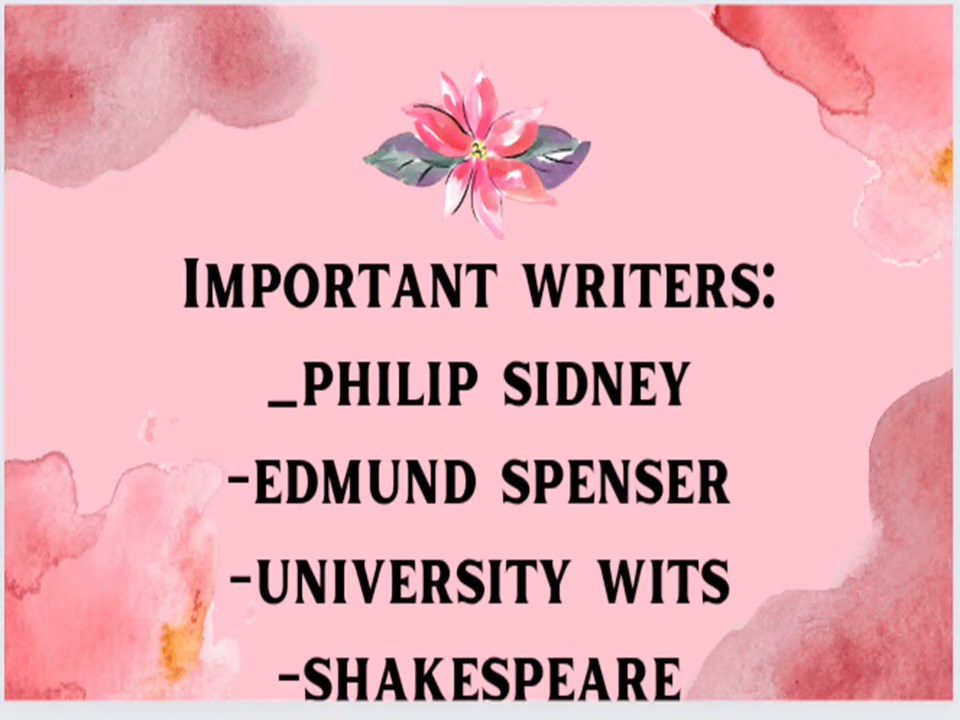 Important writers:
_Philip Sidney
-Edmund Spenser
-University Wits
-Shakespeare